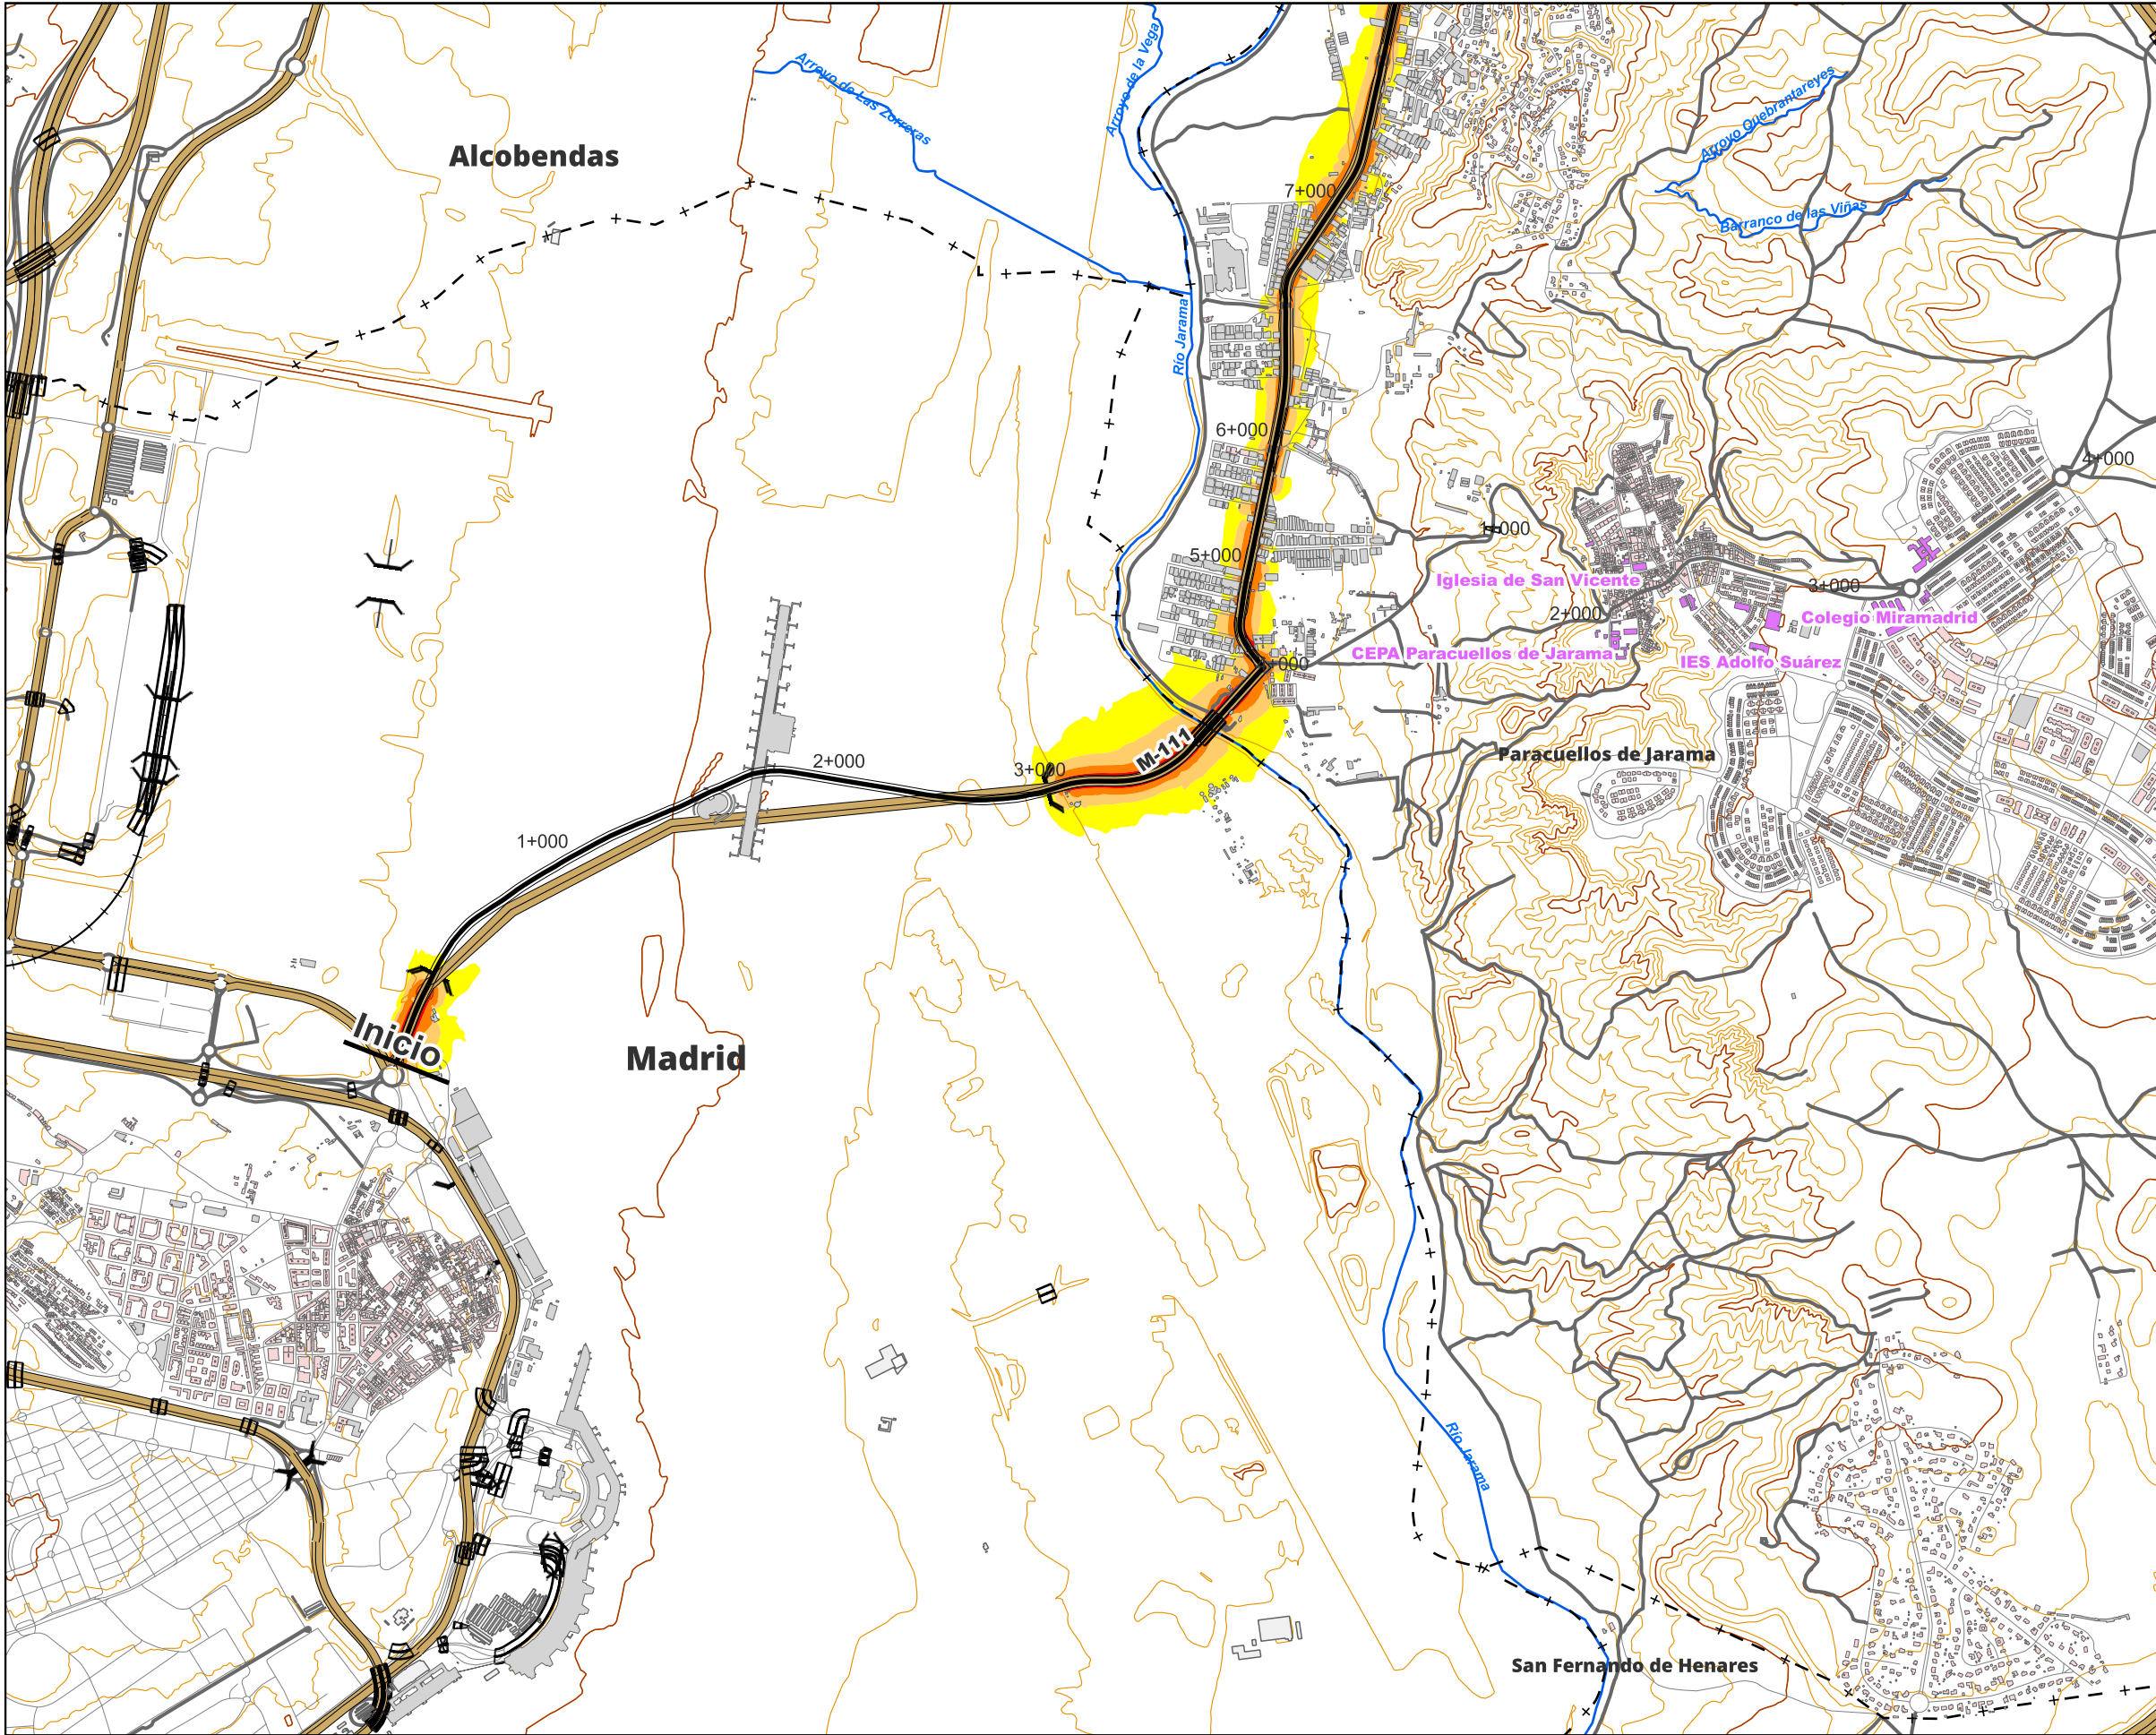 Arroyo de Las Zorreras
Arroyo de la Vega
Arroyo Quebrantareyes
Alcobendas
7+000
Barranco de las Viñas
Río Jarama
6+000
4+000
1+000
5+000
Iglesia de San Vicente
3+000
2+000
Colegio Miramadrid
CEPA Paracuellos de Jarama
IES Adolfo Suárez
+000
M-111
Paracuellos de Jarama
2+000
3+000
1+000
Inicio
Madrid
Río Jarama
San Fernando de Henares